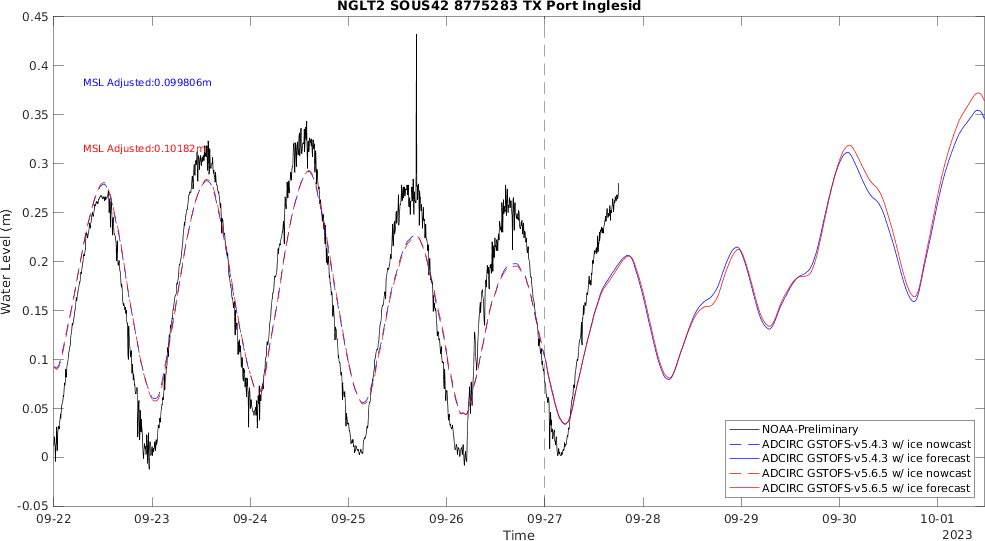 NGLT2 SOUS42 8775283 TX Port Inglesid
0.45
0.4
0.35
0.3
0.25
0.2
0.15
0.1
0.05
0
-0.05
Water Level (m)
MSL Adjusted:0.099806m
MSL Adjusted:0.10182m
NOAA-Preliminary
ADCIRC GSTOFS-v5.4.3 w/ ice nowcast
ADCIRC GSTOFS-v5.4.3 w/ ice forecast
ADCIRC GSTOFS-v5.6.5 w/ ice nowcast
ADCIRC GSTOFS-v5.6.5 w/ ice forecast
09-22 09-23 09-24 09-25 09-26 09-27 09-28 09-29 09-30 10-01
Time
2023